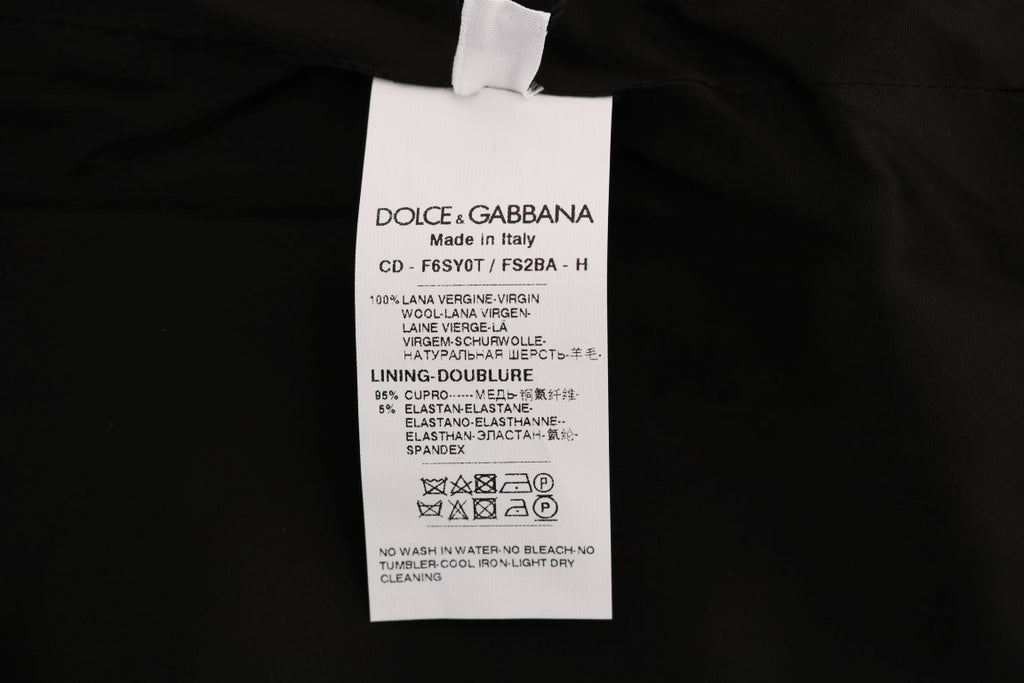 DOLCE & GABBANA
Made in Italy
CD - F6SY0T / FS2BA - H
100% LANA VERGINE-VIRGIN
WOOL-LANA VIRGEN-
LAINE VIERGE-LÀ
VIRGEM-SCHURWOLLE-
НАТУРАЛЬНАЯ ШЕРСТЬ-羊毛-
LINING-DOUBLURE
95% CUPRO------МЕДЬ-铜氨纤维-
5% ELASTAN-ELASTANE-
ELASTANO-ELASTHANNE--
ELASTHAN-ЭЛАСТАН-氨纶-
SPANDEX
P
P
NO WASH IN WATER-NO BLEACH-NO
TUMBLER-COOL IRON-LIGHT DRY
CLEANING